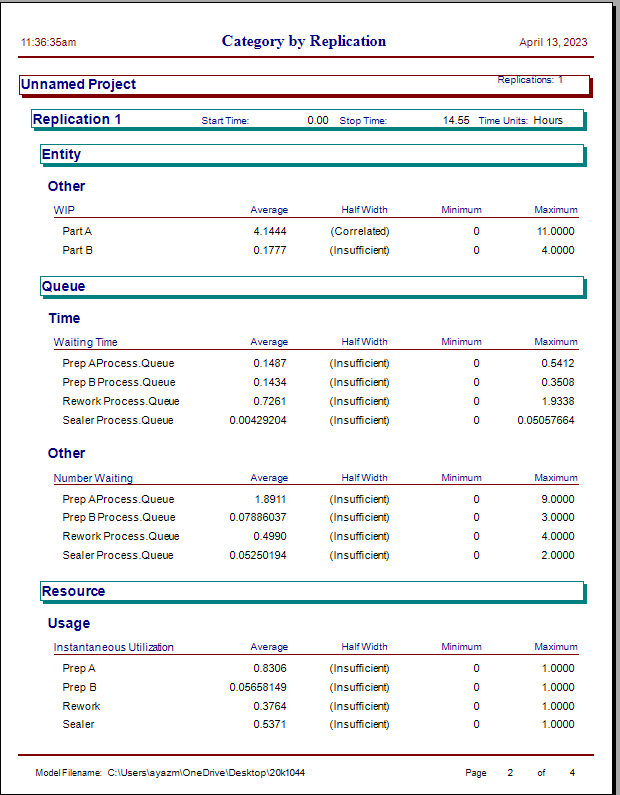 11:36:35am Category by Replication April 13, 2023
Unnamed Project Replications: 1
Replication 1 Start Time: 0.00 Stop Time: 14.55 Time Units: Hours
Entity
Other
WIP Average Half Width Minimum Maximum
Part A 4.1444 (Correlated) 0 11.0000
Part B 0.1777 (Insufficient) 0 4.0000
Queue
Time
Waiting Time Average Half Width Minimum Maximum
Prep A Process.Queue 0.1487 (Insufficient) 0 0.5412
Prep B Process.Queue 0.1434 (Insufficient) 0 0.3508
Rework Process.Queue 0.7261 (Insufficient) 0 1.9338
Sealer Process.Queue 0.00429204 (Insufficient) 0 0.05057664
Other
Number Waiting Average Half Width Minimum Maximum
Prep A Process.Queue 1.8911 (Insufficient) 0 9.0000
Prep B Process.Queue 0.07886037 (Insufficient) 0 3.0000
Rework Process.Queue 0.4990 (Insufficient) 0 4.0000
Sealer Process.Queue 0.05250194 (Insufficient) 0 2.0000
Resource
Usage
Instantaneous Utilization Average Half Width Minimum Maximum
Prep A 0.8306 (Insufficient) 0 1.0000
Prep B 0.05658149 (Insufficient) 0 1.0000
Rework 0.3764 (Insufficient) 0 1.0000
Sealer 0.5371 (Insufficient) 0 1.0000
Model Filename: C:\Users\ayazm\OneDrive\Desktop\20k1044 Page 2 of 4